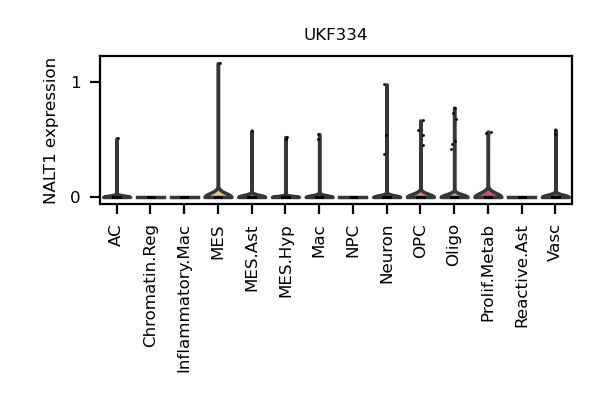 UKF334
NALT1 expression
1
0
AC
Chromatin.Reg
Inflammatory.Mac
MES
MES.Ast
MES.Hyp
Mac
NPC
Neuron
OPC
Oligo
Prolif.Metab
Reactive.Ast
Vasc